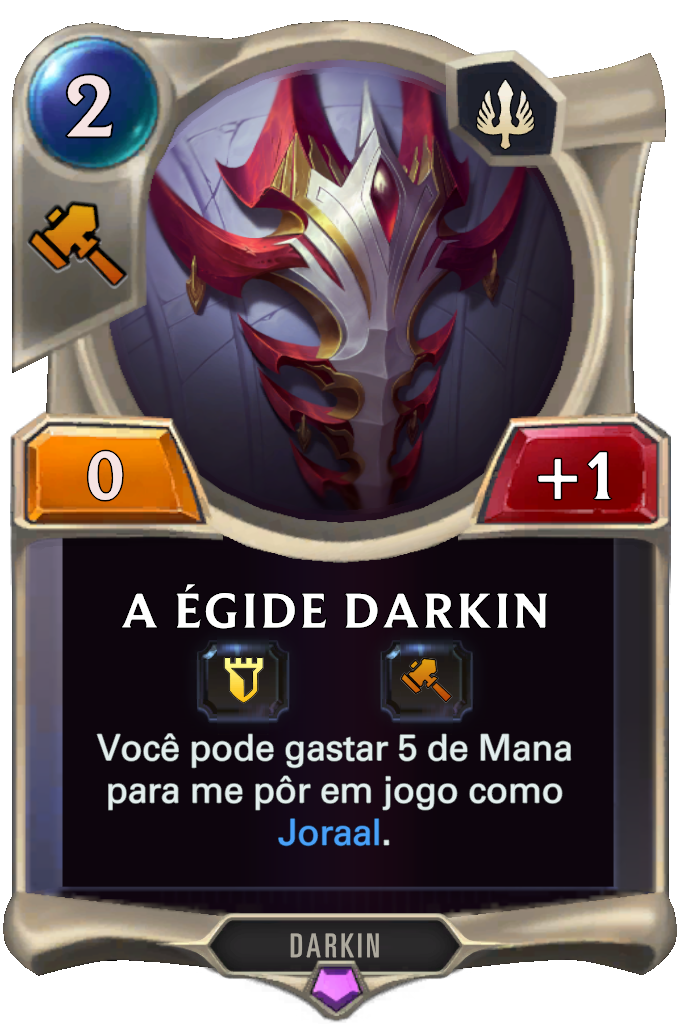 2
0
+1
A ÉGIDE DARKIN
Você pode gastar 5 de Mana
para me pôr em jogo como
Joraal.
DARKIN